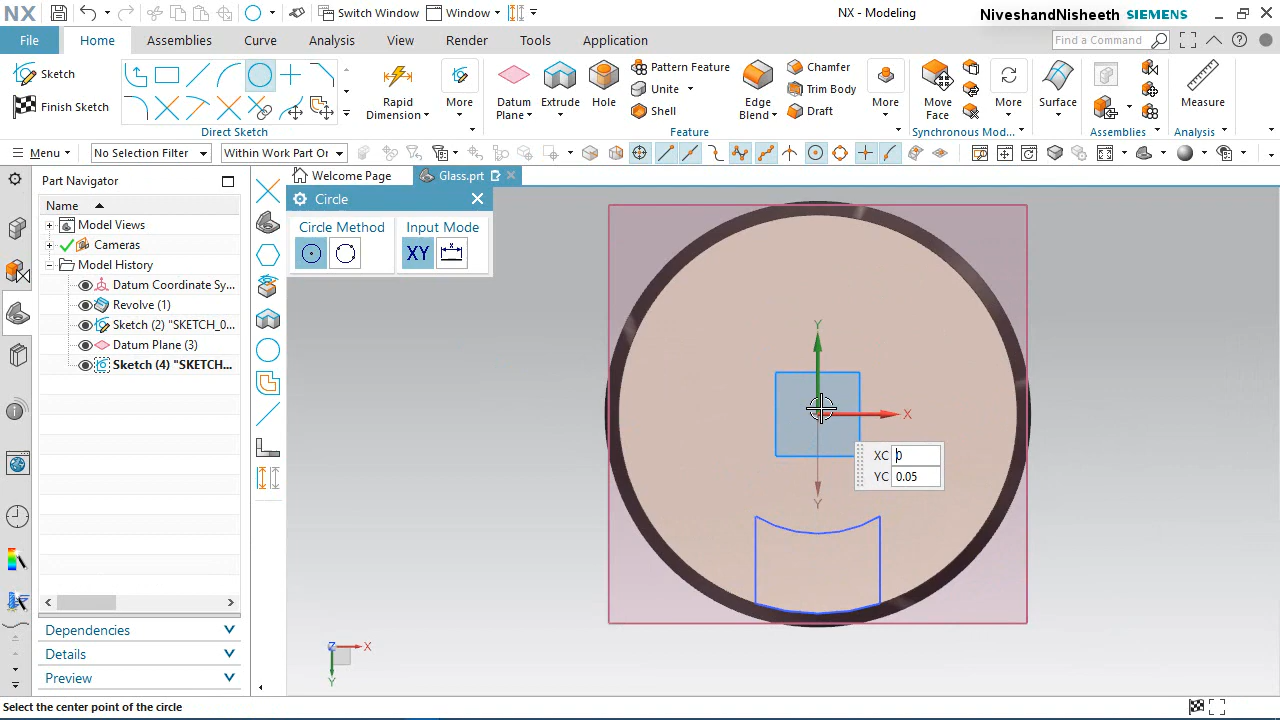 NX
Switch Window
Window
NX - Modeling
NiveshandNisheeth SIEMENS
File
Home
Assemblies
Curve
Analysis
View
Render
Tools
Application
Find a Command
Sketch
Finish Sketch
Direct Sketch
Rapid
Dimension
More
Datum
Plane
Extrude
Hole
Pattern Feature
Unite
Shell
Edge
Blend
Chamfer
Trim Body
Draft
More
Feature
Move
Face
More
Synchronous Mod...
Surface
Assemblies
Measure
Analysis
Menu
No Selection Filter
Within Work Part Or
Part Navigator
Welcome Page
Glass.prt
Name
Model Views
Cameras
Model History
Datum Coordinate Sy...
Revolve (1)
Sketch (2) "SKETCH_0...
Datum Plane (3)
Sketch (4) "SKETCH...
Circle
Circle Method
Input Mode
XY
Y
X
XC 0
YC 0.05
Y
Z
X
Y
Dependencies
Details
Preview
Select the center point of the circle